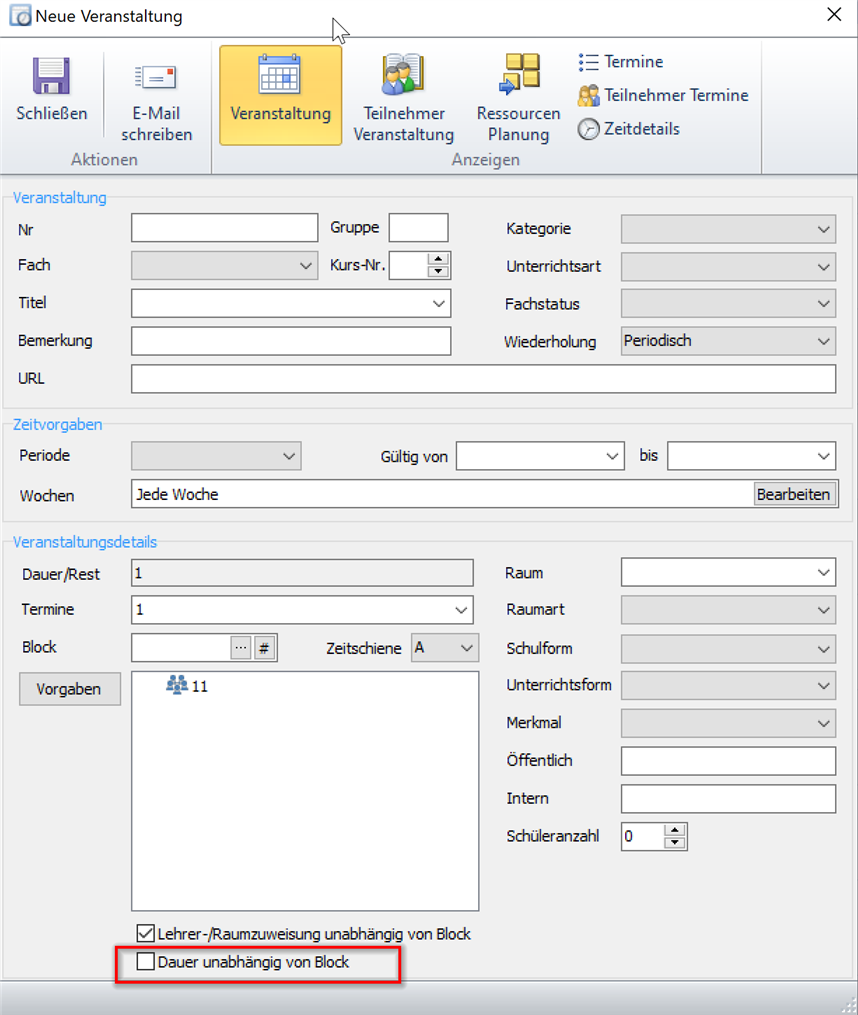 Neue Veranstaltung
Schließen
E-Mail
schreiben
Aktionen
Veranstaltung
Teilnehmer
Veranstaltung
Ressourcen
Planung
Termine
Teilnehmer Termine
Zeitdetails
Anzeigen
Veranstaltung
Nr Gruppe Kategorie
Fach Kurs-Nr. Unterrichtsart
Titel Fachstatus
Bemerkung Wiederholung Periodisch
URL
Zeitvorgaben
Periode Gültig von bis
Wochen Jede Woche Bearbeiten
Veranstaltungsdetails
Dauer/Rest 1 Raum
Termine 1 Raumart
Block ... # Zeitschiene A Schulform
Vorgaben 11 Unterrichtsform
Merkmal
Öffentlich
Intern
Schüleranzahl 0
Lehrer-/Raumzuweisung unabhängig von Block
Dauer unabhängig von Block